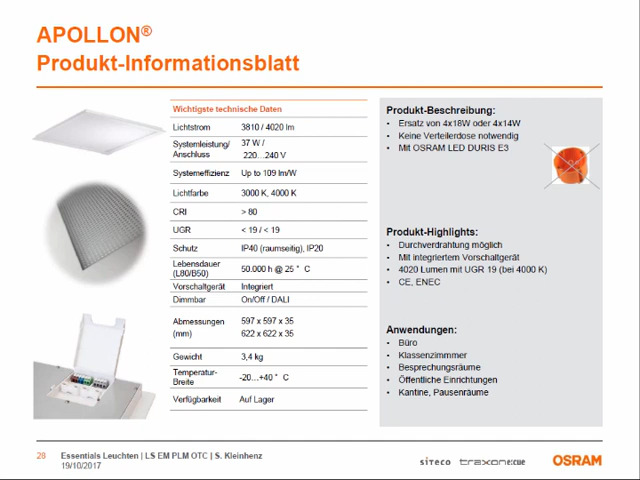 APOLLON®
Produkt-Informationsblatt
Wichtigste technische Daten
Lichtstrom 3810 / 4020 lm
Systemleistung/ 37 W /
Anschluss 220…240 V
Systemeffizienz Up to 109 lm/W
Lichtfarbe 3000 K, 4000 K
CRI > 80
UGR < 19 / < 19
Schutz IP40 (raumseitig), IP20
Lebensdauer
(L80/B50) 50.000 h @ 25 ° C
Vorschaltgerät Integriert
Dimmbar On/Off / DALI
Abmessungen 597 x 597 x 35
(mm) 622 x 622 x 35
Gewicht 3,4 kg
Temperatur-
Breite -20…+40 ° C
Verfügbarkeit Auf Lager
Produkt-Beschreibung:
• Ersatz von 4x18W oder 4x14W
• Keine Verteilerdose notwendig
• Mit OSRAM LED DURIS E3
Produkt-Highlights:
• Durchverdrahtung möglich
• Mit integriertem Vorschaltgerät
• 4020 Lumen mit UGR 19 (bei 4000 K)
• CE, ENEC
Anwendungen:
• Büro
• Klassenzimmer
• Besprechungsräume
• Öffentliche Einrichtungen
• Kantine, Pausenräume
28 Essentials Leuchten | LS EM PLM OTC | S. Kleinhenz
19/10/2017
siteco traxon e:cue OSRAM